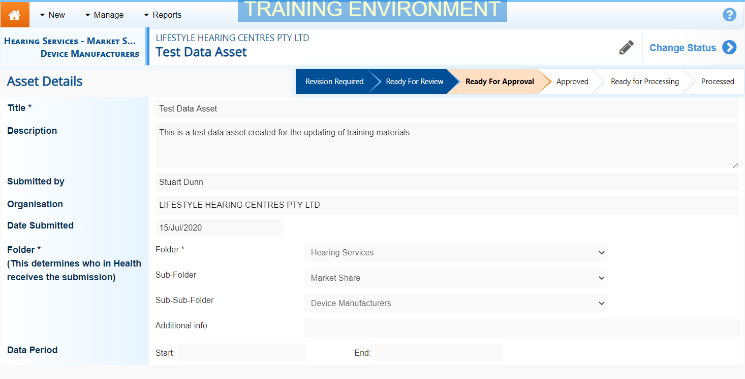 TRAINING ENVIRONMENT
New
Manage
Reports
?
Hearing Services - Market S...
Device Manufacturers
LIFESTYLE HEARING CENTRES PTY LTD
Test Data Asset
Change Status
Asset Details
Revision Required
Ready For Review
Ready For Approval
Approved
Ready for Processing
Processed
Title *
Test Data Asset
Description
This is a test data asset created for the updating of training materials
Submitted by
Stuart Dunn
Organisation
LIFESTYLE HEARING CENTRES PTY LTD
Date Submitted
15/Jul/2020
Folder *
(This determines who in Health
receives the submission)
Folder *
Hearing Services
Sub-Folder
Market Share
Sub-Sub-Folder
Device Manufacturers
Additional info
Data Period
Start:
End: